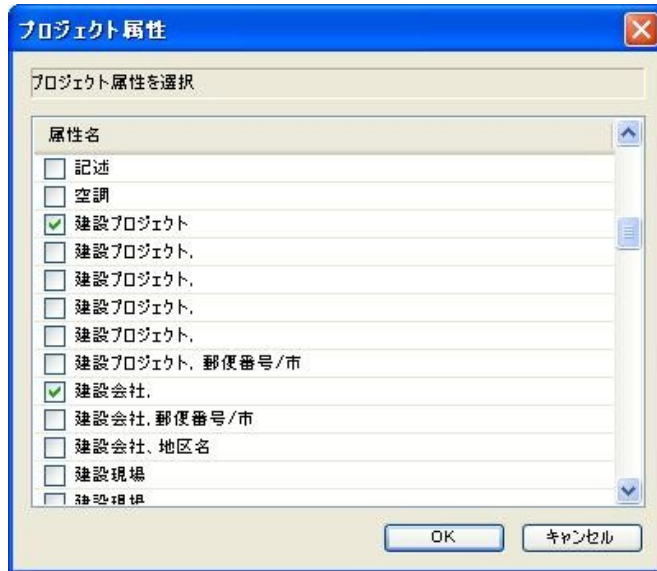 プロジェクト属性
プロジェクト属性を選択
属性名
記述
空調
建設プロジェクト
建設プロジェクト,
建設プロジェクト,
建設プロジェクト,
建設プロジェクト,
建設プロジェクト, 郵便番号/市
建設会社,
建設会社,郵便番号/市
建設会社、地区名
建設現場
建設現場
OK キャンセル